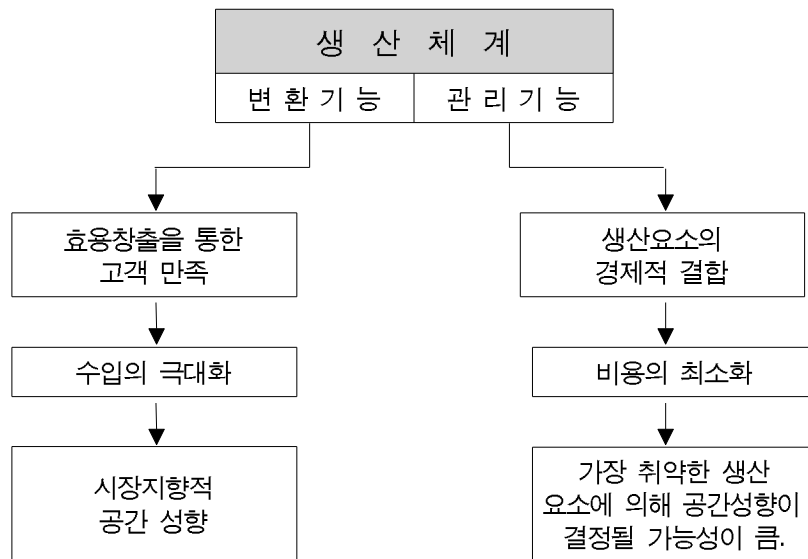 생 산 체 계
변 환 기 능
관 리 기 능
효용창출을 통한
고객 만족
생산요소의
경제적 결합
수입의 극대화
비용의 최소화
시장지향적
공간 성향
가장 취약한 생산
요소에 의해 공간성향이
결정될 가능성이 큼.